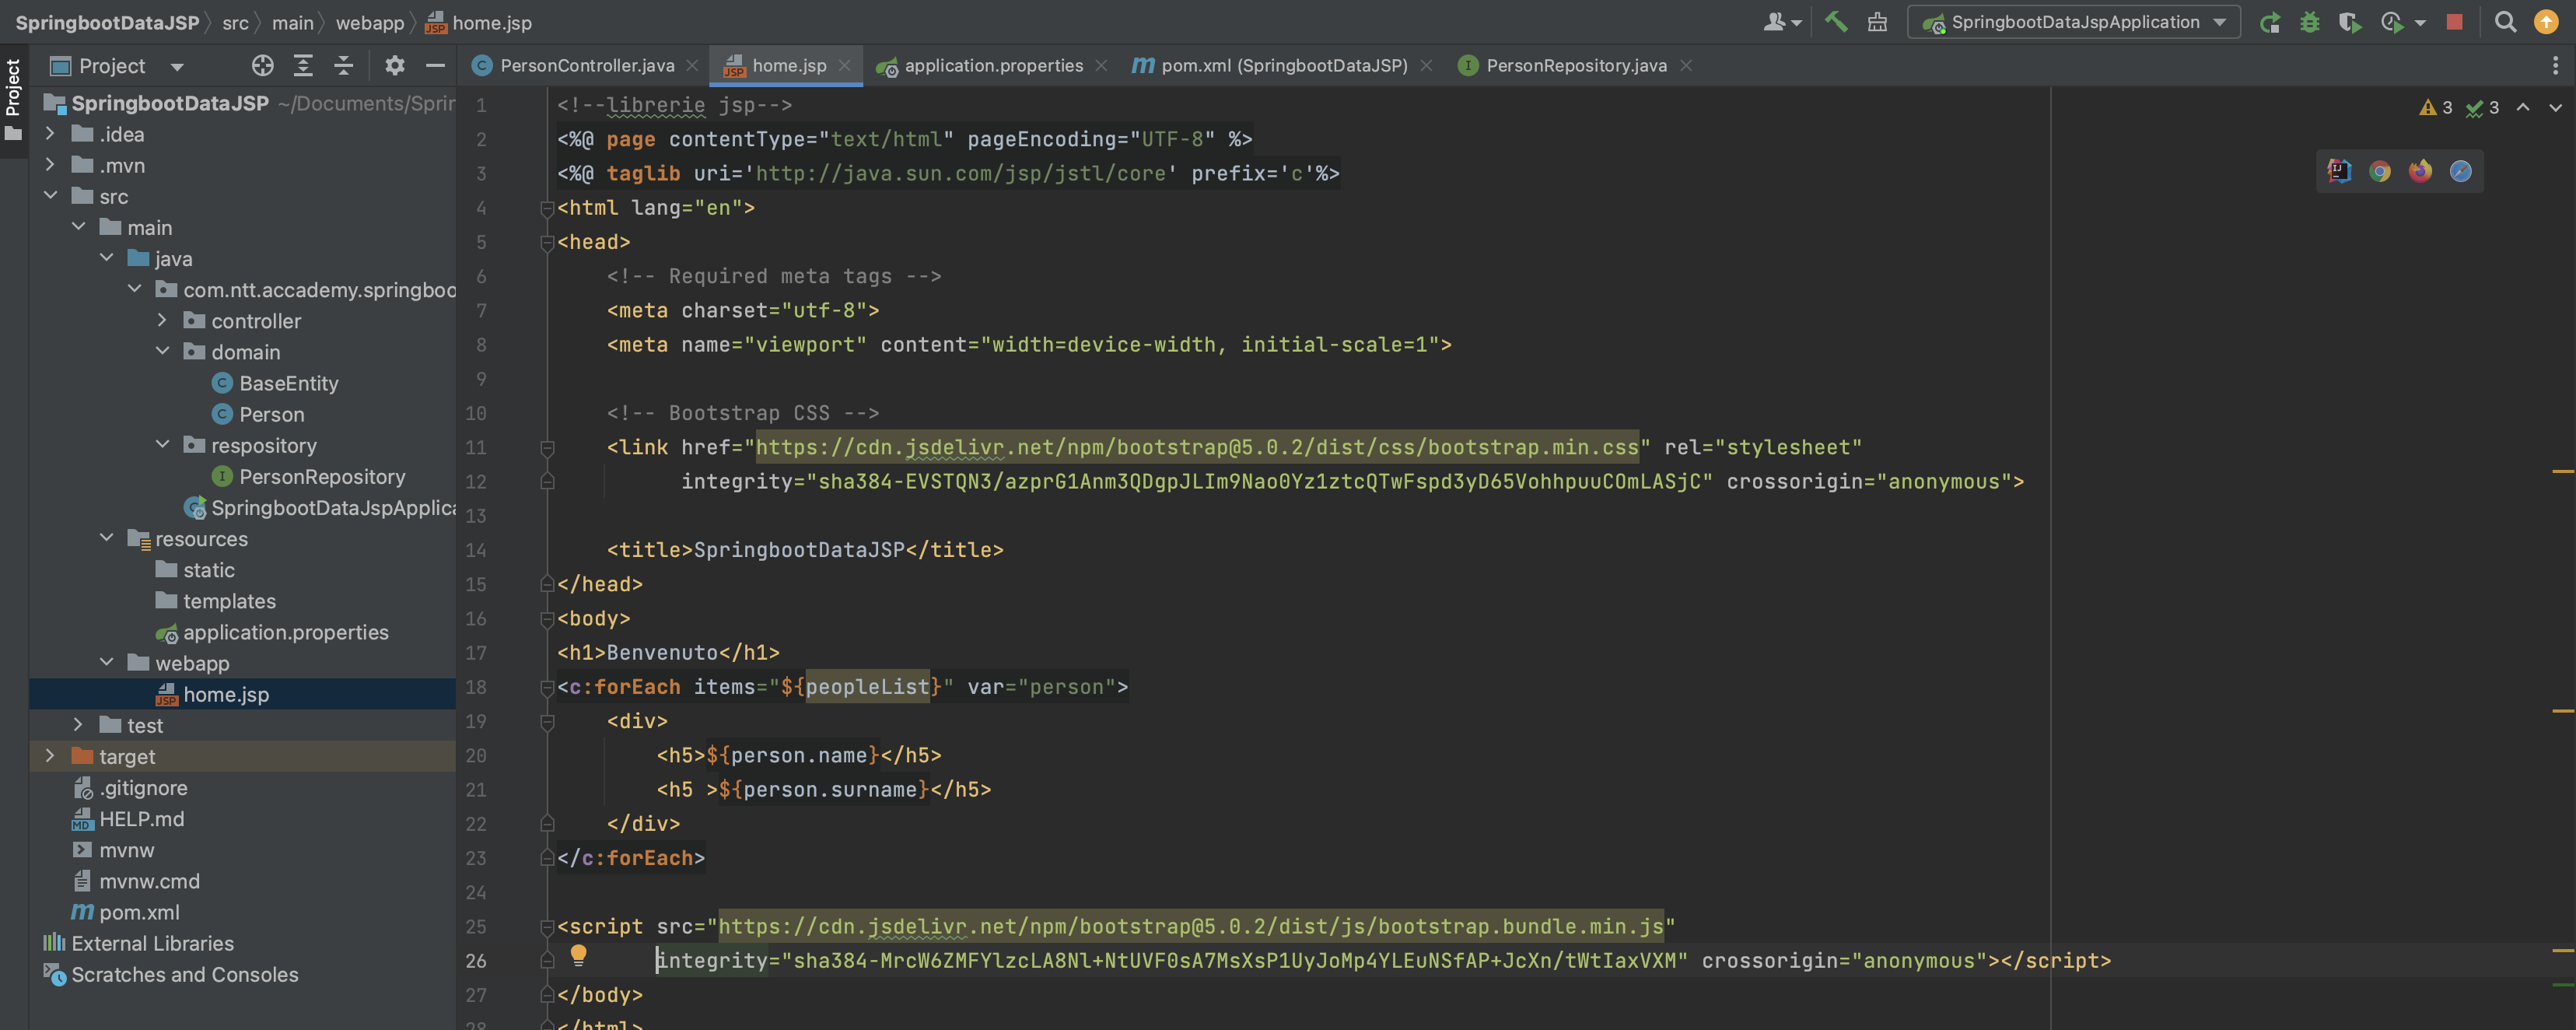 SpringbootDataJSP src main webapp home.jsp
SpringbootDataJspApplication
Project
Project
PersonController.java
home.jsp
application.properties
pom.xml (SpringbootDataJSP)
PersonRepository.java
SpringbootDataJSP ~/Documents/Sprin
.idea
.mvn
src
main
java
com.ntt.accademy.springboo
controller
domain
BaseEntity
Person
respository
PersonRepository
SpringbootDataJspApplica
resources
static
templates
application.properties
webapp
home.jsp
test
target
.gitignore
HELP.md
mvnw
mvnw.cmd
pom.xml
External Libraries
Scratches and Consoles
3 3
1 <!--librerie jsp-->
2 <%@ page contentType="text/html" pageEncoding="UTF-8" %>
3 <%@ taglib uri='http://java.sun.com/jsp/jstl/core' prefix='c'%>
4 <html lang="en">
5 <head>
6 <!-- Required meta tags -->
7 <meta charset="utf-8">
8 <meta name="viewport" content="width=device-width, initial-scale=1">
9
10 <!-- Bootstrap CSS -->
11 <link href="https://cdn.jsdelivr.net/npm/bootstrap@5.0.2/dist/css/bootstrap.min.css" rel="stylesheet"
12 integrity="sha384-EVSTQN3/azprG1Anm3QDgpJLIm9Nao0Yz1ztcQTwFspd3yD65VohhpuuCOmLASjC" crossorigin="anonymous">
13
14 <title>SpringbootDataJSP</title>
15 </head>
16 <body>
17 <h1>Benvenuto</h1>
18 <c:forEach items="${peopleList}" var="person">
19 <div>
20 <h5>${person.name}</h5>
21 <h5 >${person.surname}</h5>
22 </div>
23 </c:forEach>
24
25 <script src="https://cdn.jsdelivr.net/npm/bootstrap@5.0.2/dist/js/bootstrap.bundle.min.js"
26 integrity="sha384-MrcW6ZMFYlzcLA8Nl+NtUVF0sA7MsXsP1UyJoMp4YLEuNSfAP+JcXn/tWtIaxVXM" crossorigin="anonymous"></script>
27 </body>
28 </html>